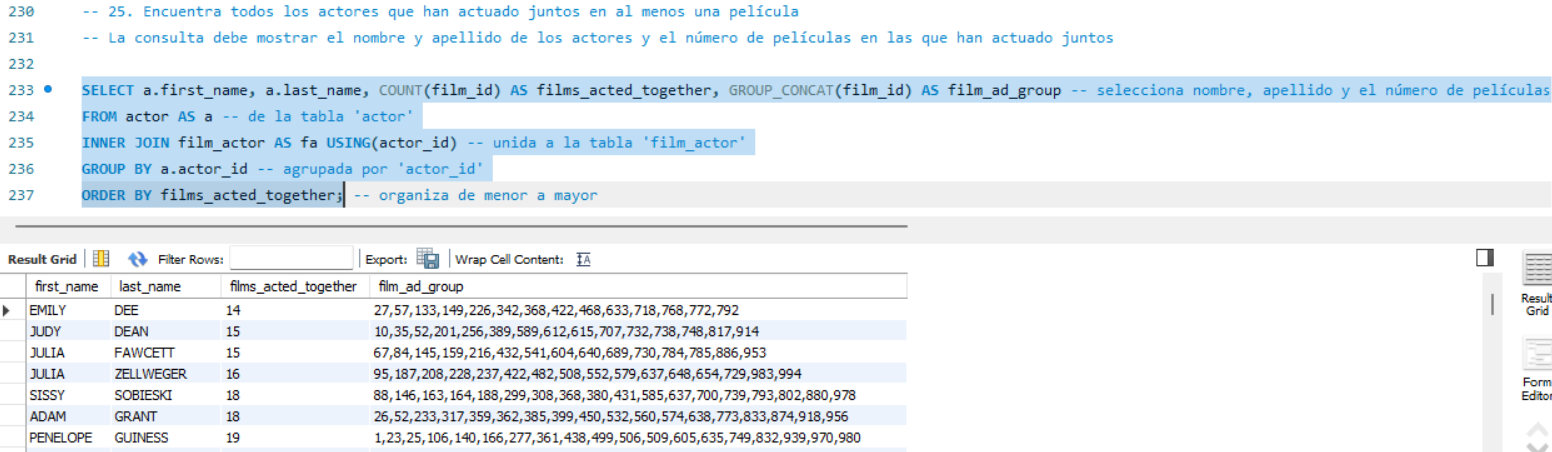 230 -- 25. Encuentra todos los actores que han actuado juntos en al menos una película
231 -- La consulta debe mostrar el nombre y apellido de los actores y el número de películas en las que han actuado juntos
232
233 SELECT a.first_name, a.last_name, COUNT(film_id) AS films_acted_together, GROUP_CONCAT(film_id) AS film_ad_group -- selecciona nombre, apellido y el número de películas
234 FROM actor AS a -- de la tabla 'actor'
235 INNER JOIN film_actor AS fa USING(actor_id) -- unida a la tabla 'film_actor'
236 GROUP BY a.actor_id -- agrupada por 'actor_id'
237 ORDER BY films_acted_together; -- organiza de menor a mayor
Result Grid Filter Rows: Export: Wrap Cell Content:
first_name last_name films_acted_together film_ad_group
EMILY DEE 14 27,57,133,149,226,342,368,422,468,633,718,768,772,792
JUDY DEAN 15 10,35,52,201,256,389,589,612,615,707,732,738,748,817,914
JULIA FAWCETT 15 67,84,145,159,216,432,541,604,640,689,730,784,785,886,953
JULIA ZELLWEGER 16 95,187,208,228,237,422,482,508,552,579,637,648,654,729,983,994
SISSY SOBIESKI 18 88,146,163,164,188,299,308,368,380,431,585,637,700,739,793,802,880,978
ADAM GRANT 18 26,52,233,317,359,362,385,399,450,532,560,574,638,773,833,874,918,956
PENELOPE GUINESS 19 1,23,25,106,140,166,277,361,438,499,506,509,605,635,749,832,939,970,980
Result
Grid
Form
Editor